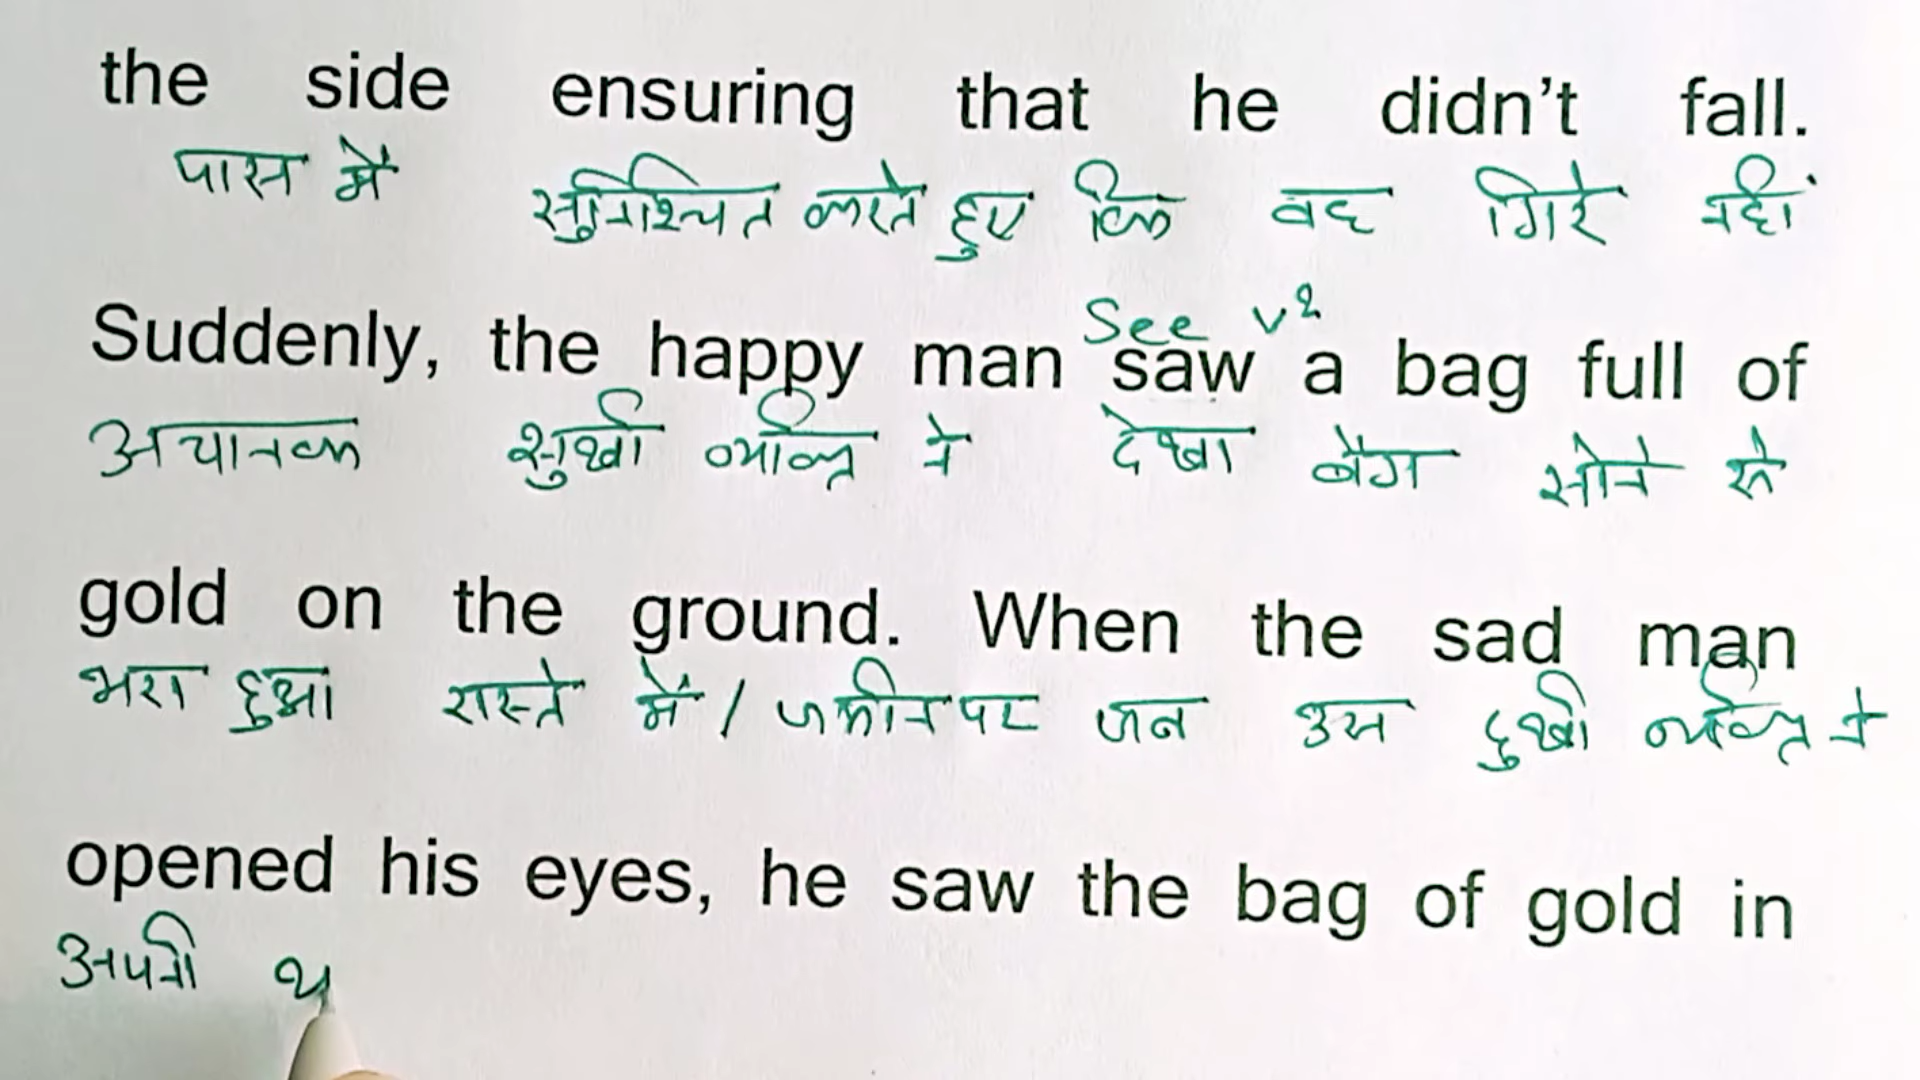 the side ensuring that he didn't fall.
पास में सुनिश्चित करते हुए कि वह गिरे नहीं
See v2
Suddenly, the happy man saw a bag full of
अचानक सुखी व्यक्ति ने देखा बैग सोने से
gold on the ground. When the sad man
भरा हुआ रास्ते में / जमीन पर जब उस दुखी व्यक्ति ने
opened his eyes, he saw the bag of gold in
अपनी